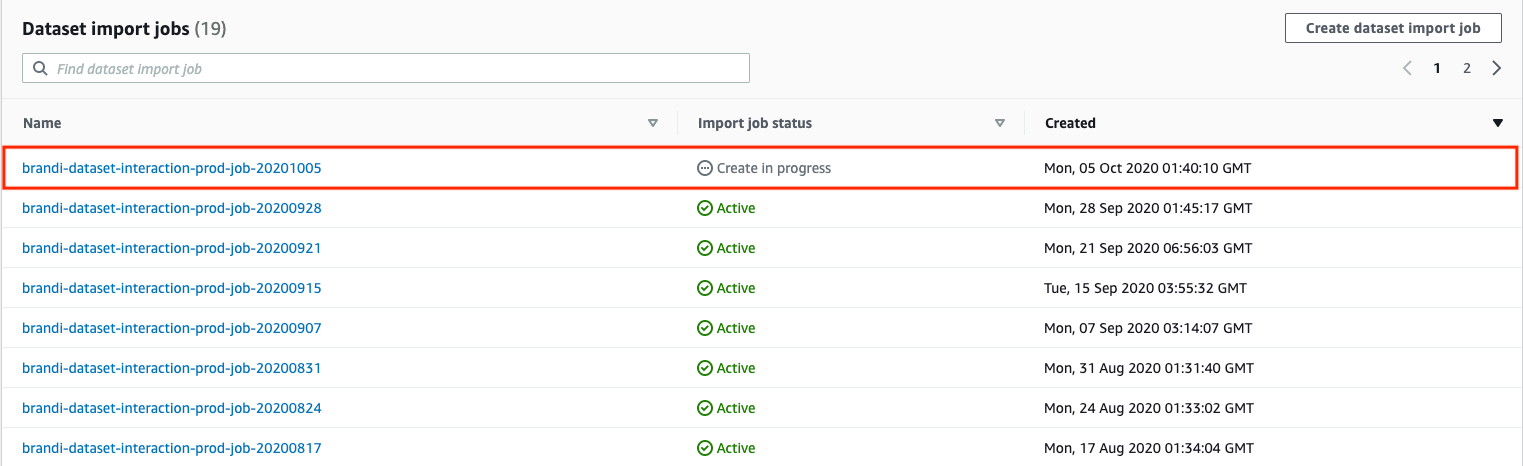 Dataset import jobs (19)
Create dataset import job
Find dataset import job
1 2
Name Import job status Created
brandi-dataset-interaction-prod-job-20201005 Create in progress Mon, 05 Oct 2020 01:40:10 GMT
brandi-dataset-interaction-prod-job-20200928 Active Mon, 28 Sep 2020 01:45:17 GMT
brandi-dataset-interaction-prod-job-20200921 Active Mon, 21 Sep 2020 06:56:03 GMT
brandi-dataset-interaction-prod-job-20200915 Active Tue, 15 Sep 2020 03:55:32 GMT
brandi-dataset-interaction-prod-job-20200907 Active Mon, 07 Sep 2020 03:14:07 GMT
brandi-dataset-interaction-prod-job-20200831 Active Mon, 31 Aug 2020 01:31:40 GMT
brandi-dataset-interaction-prod-job-20200824 Active Mon, 24 Aug 2020 01:33:02 GMT
brandi-dataset-interaction-prod-job-20200817 Active Mon, 17 Aug 2020 01:34:04 GMT